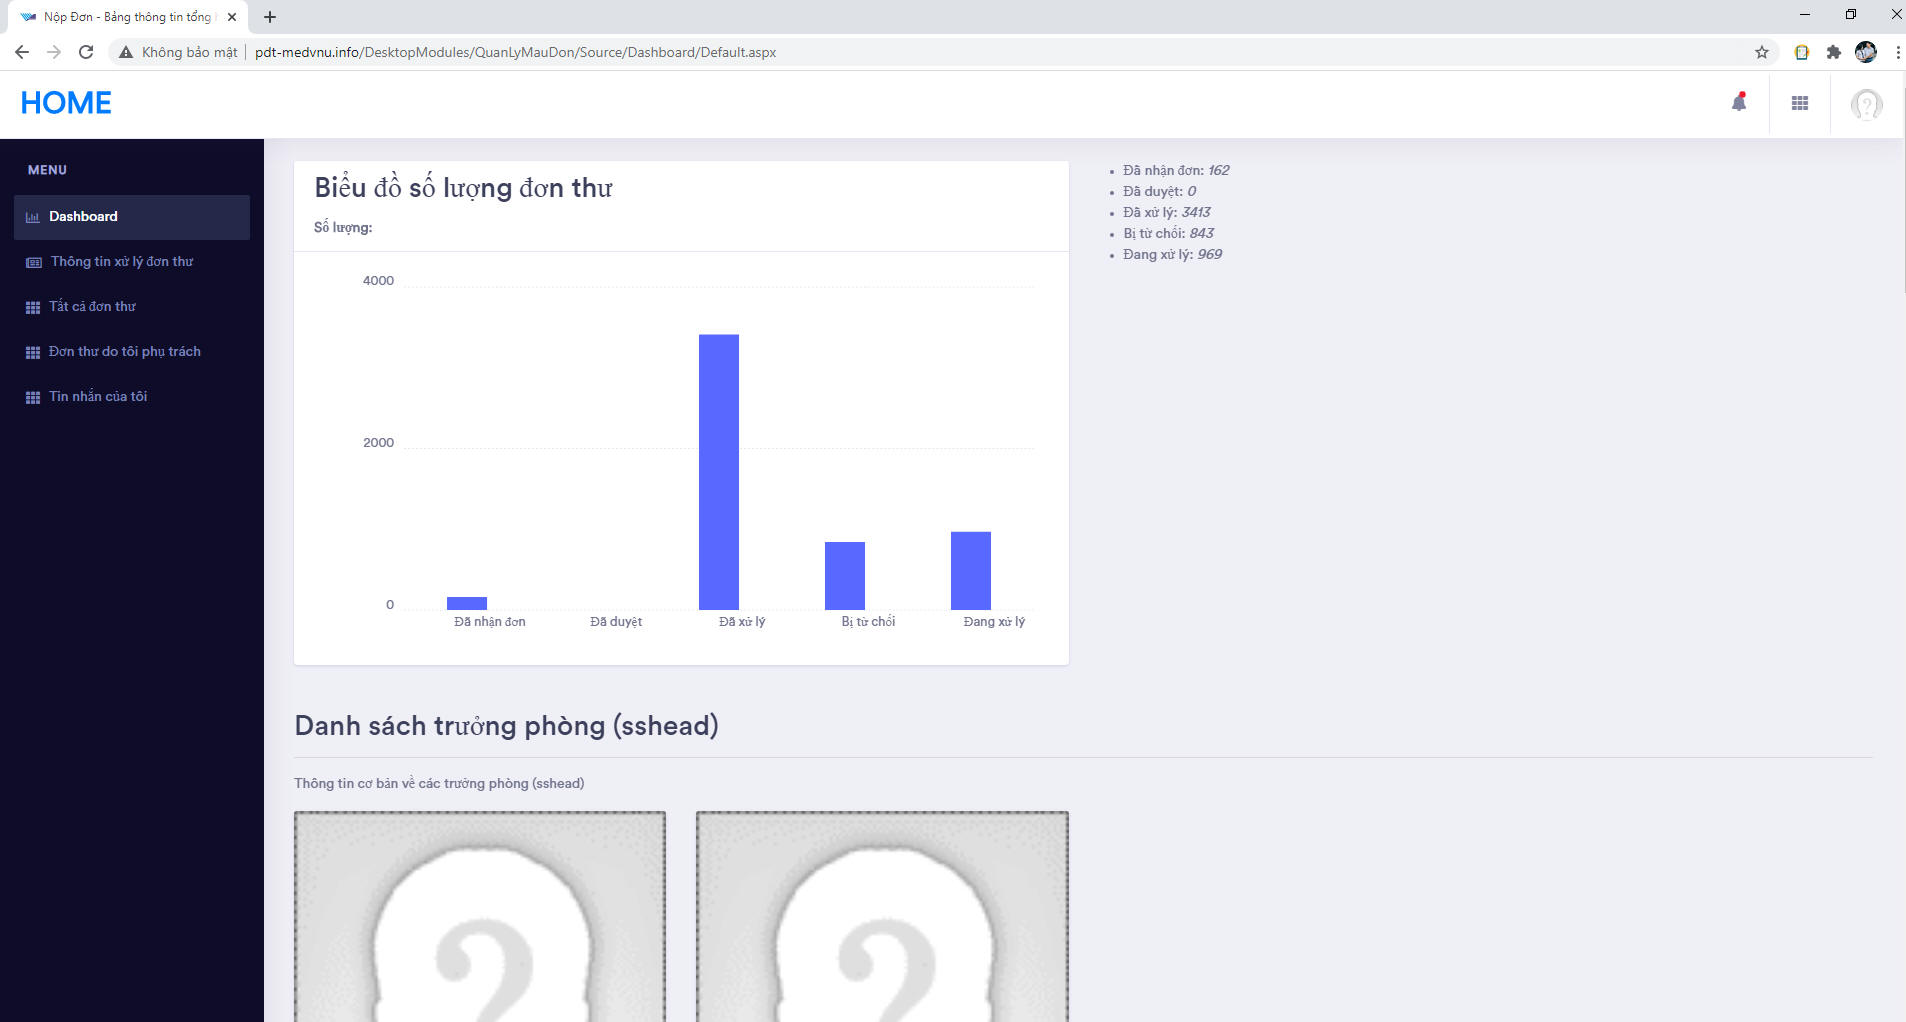 Nộp Đơn - Bảng thông tin tổng
Không bảo mật
pdt-medvnu.info/DesktopModules/QuanLyMauDon/Source/Dashboard/Default.aspx
HOME
MENU
Dashboard
Thông tin xử lý đơn thư
Tất cả đơn thư
Đơn thư do tôi phụ trách
Tin nhắn của tôi
Biểu đồ số lượng đơn thư
Số lượng:
4000
2000
0
Đã nhận đơn
Đã duyệt
Đã xử lý
Bị từ chối
Đang xử lý
Đã nhận đơn: 162
Đã duyệt: 0
Đã xử lý: 3413
Bị từ chối: 843
Đang xử lý: 969
Danh sách trưởng phòng (sshead)
Thông tin cơ bản về các trưởng phòng (sshead)
?
?